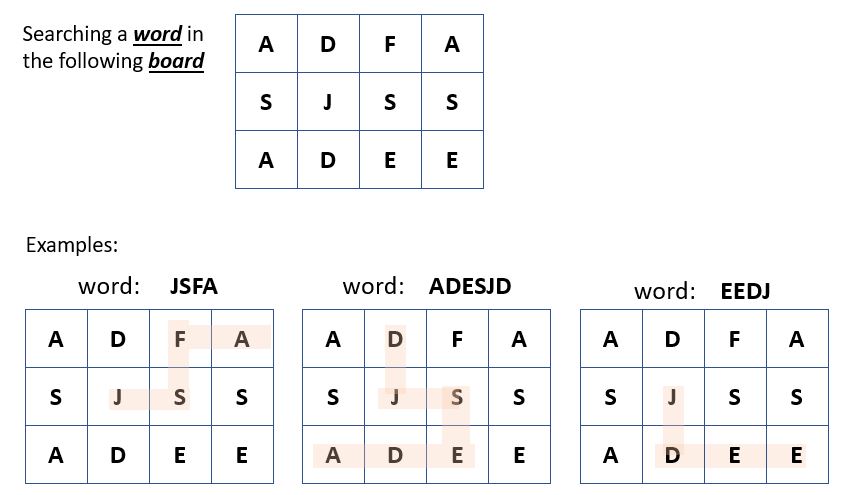 Searching a word in
the following board
A D F A
S J S S
A D E E
Examples:
word: JSFA
A D F A
S J S S
A D E E
word: ADESJD
A D F A
S J S S
A D E E
word: EEDJ
A D F A
S J S S
A D E E